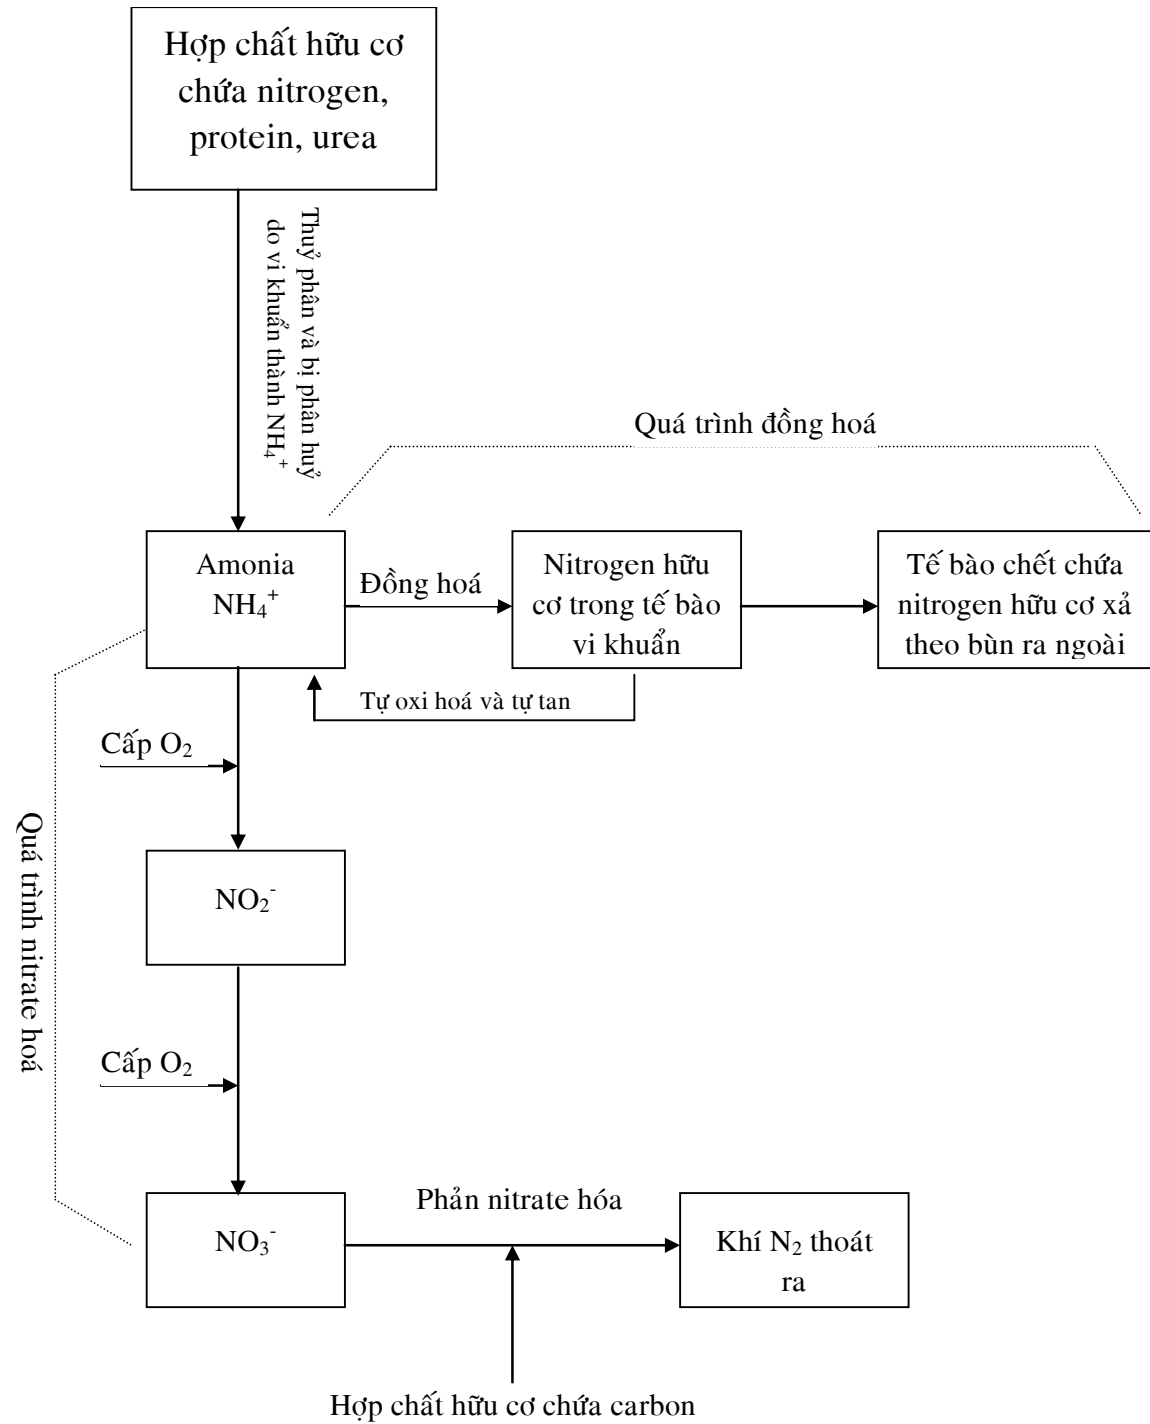 Hợp chất hữu cơ
chứa nitrogen,
protein, urea
Thuỷ phân và bị phân huỷ
do vi khuẩn thành NH₄⁺
Quá trình đồng hoá
Amonia
NH₄⁺
Đồng hoá
Nitrogen hữu
cơ trong tế bào
vi khuẩn
Tế bào chết chứa
nitrogen hữu cơ xả
theo bùn ra ngoài
Tự oxi hoá và tự tan
Cấp O₂
Quá trình nitrate hoá
NO₂⁻
Cấp O₂
NO₃⁻
Phản nitrate hóa
Khí N₂ thoát
ra
Hợp chất hữu cơ chứa carbon